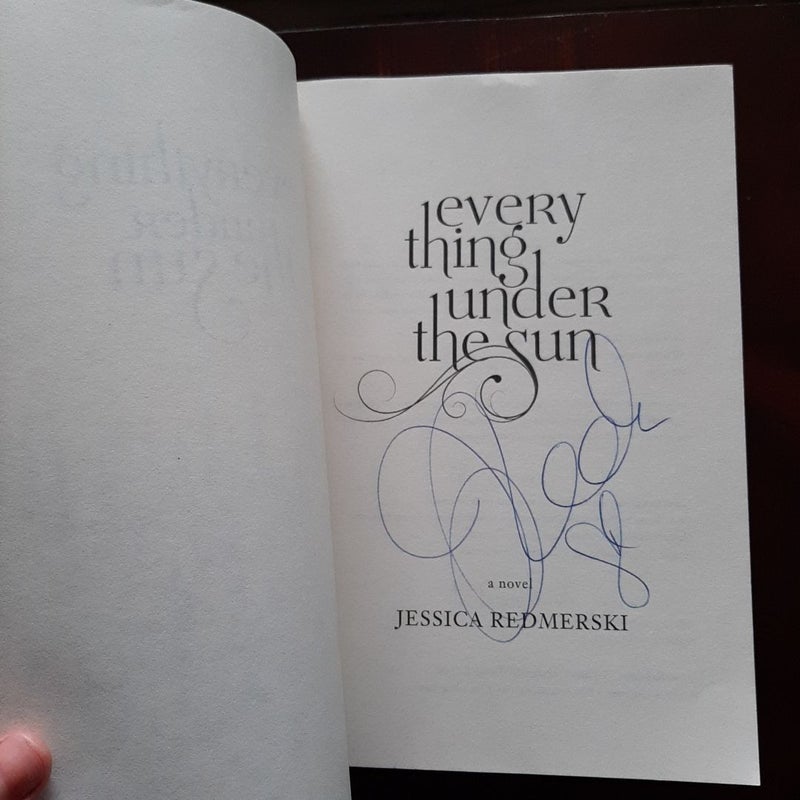 every
thing
under
the sun
a novel
JESSICA REDMERSKI